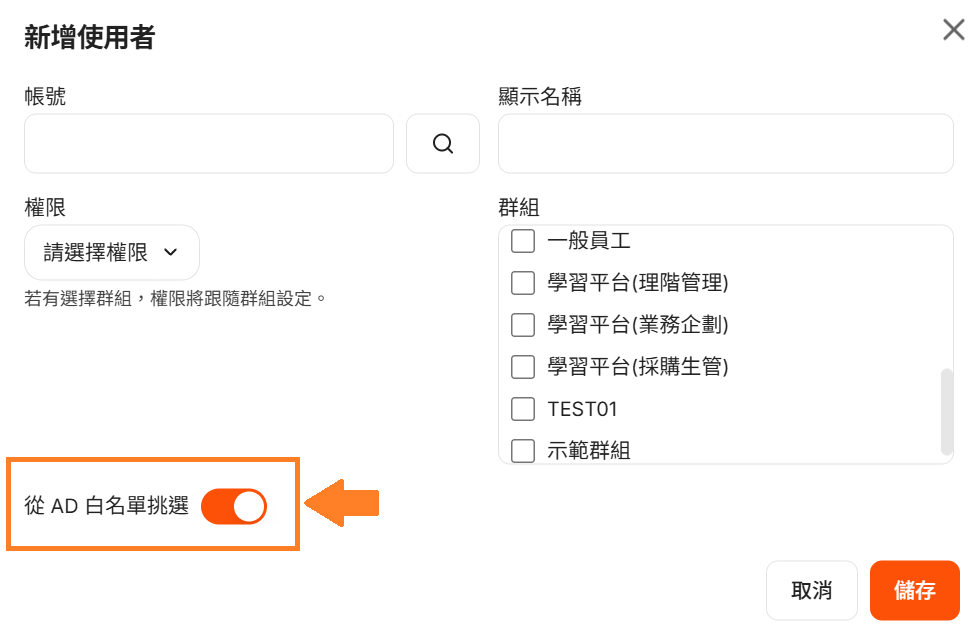 新增使用者
帳號
顯示名稱
權限
請選擇權限
若有選擇群組，權限將跟隨群組設定。
群組
一般員工
學習平台(理階管理)
學習平台(業務企劃)
學習平台(採購生管)
TEST01
示範群組
從 AD 白名單挑選
取消
儲存